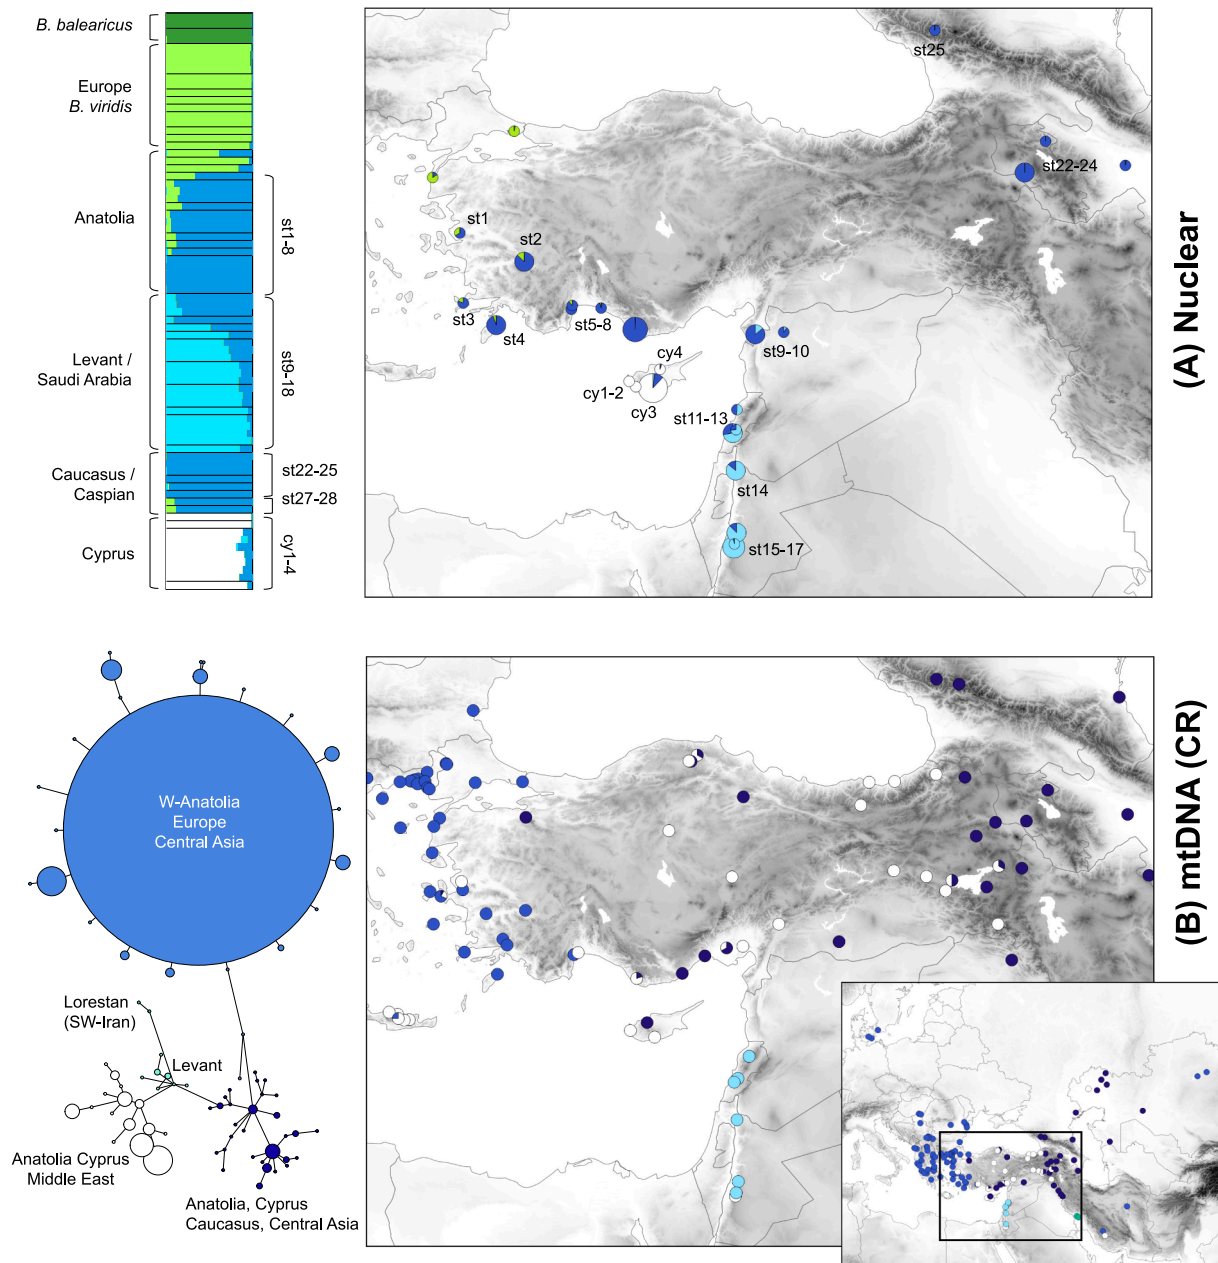 B. balearicus
Europe
B. viridis
Anatolia
st1-8
Levant /
Saudi Arabia
st9-18
Caucasus /
Caspian
st22-25
st27-28
Cyprus
cy1-4
st25
st22-24
st1
st2
st3
st4
st5-8
st9-10
cy4
cy1-2
cy3
st11-13
st14
st15-17
(A) Nuclear
W-Anatolia
Europe
Central Asia
Lorestan
(SW-Iran)
Levant
Anatolia Cyprus
Middle East
Anatolia, Cyprus
Caucasus, Central Asia
(B) mtDNA (CR)